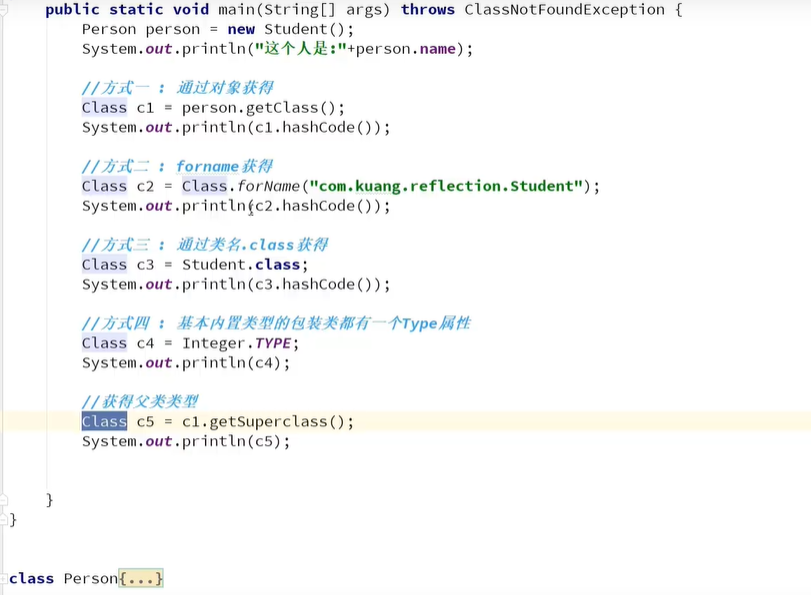 public static void main(String[] args) throws ClassNotFoundException {
Person person = new Student();
System.out.println("这个人是:"+person.name);
//方式一 : 通过对象获得
Class c1 = person.getClass();
System.out.println(c1.hashCode());
//方式二 : forname获得
Class c2 = Class.forName("com.kuang.reflection.Student");
System.out.println(c2.hashCode());
//方式三 : 通过类名.class获得
Class c3 = Student.class;
System.out.println(c3.hashCode());
//方式四 : 基本内置类型的包装类都有一个Type属性
Class c4 = Integer.TYPE;
System.out.println(c4);
//获得父类类型
Class c5 = c1.getSuperclass();
System.out.println(c5);
}
}
class Person{...}